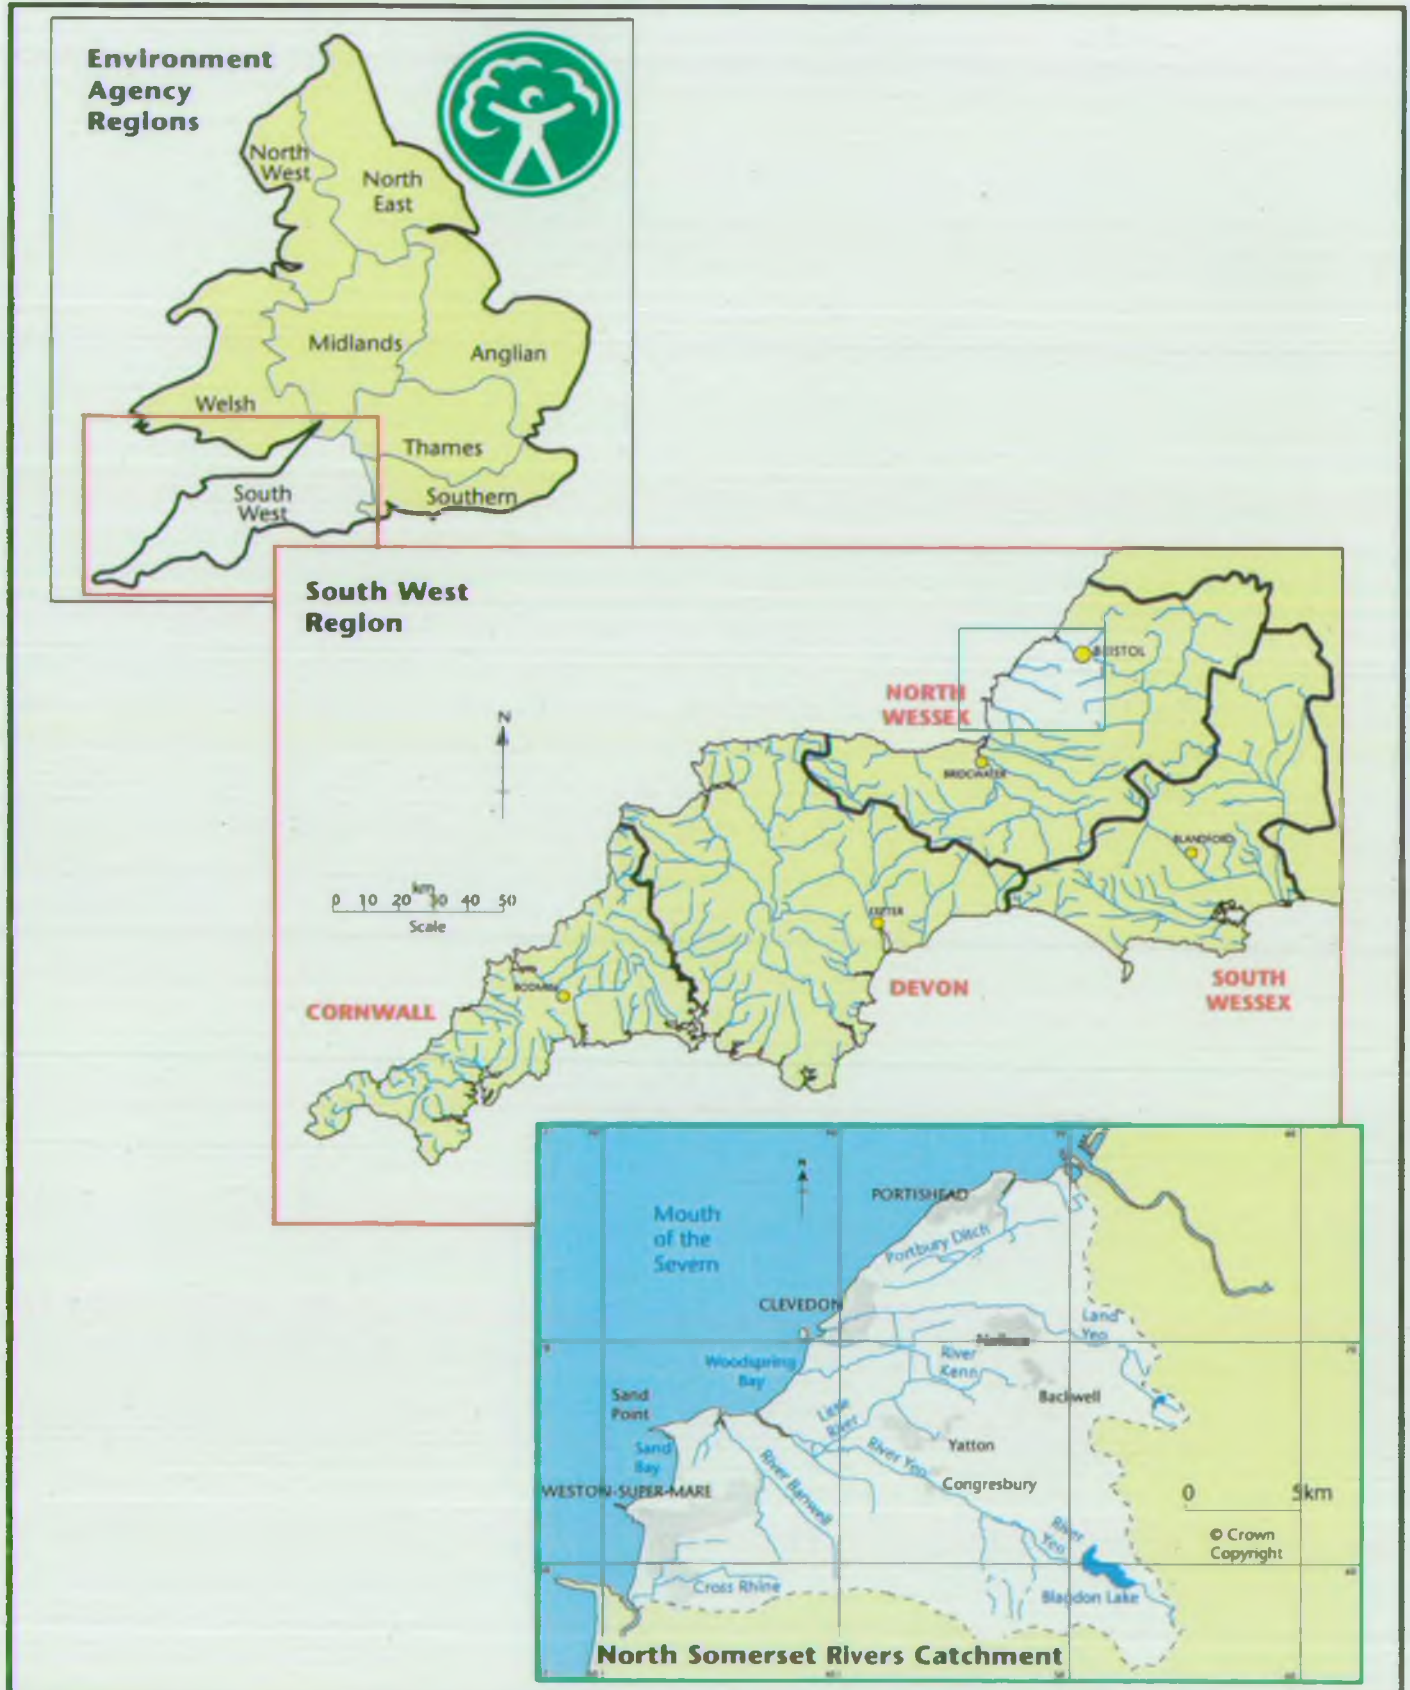 Environment
Agency
Regions
North
West
North
East
Midlands
Anglian
Welsh
Thames
South
West
Southern
South West
Region
BRISTOL
NORTH
WESSEX
N
BRIDGWATER
BLANDFORD
km
0 10 20 30 40 50
Scale
EXETER
BODMIN
DEVON
SOUTH
WESSEX
CORNWALL
N
PORTISHEAD
Mouth
of the
Severn
Portbury Ditch
CLEVEDON
Land
Yeo
River
Kenn
Woodspring
Bay
Sand
Point
Backwell
Little
River
Sand
Bay
Yatton
River Yeo
River Banwell
Congresbury
WESTON-SUPER-MARE
0 5km
River
Yeo
© Crown
Copyright
Cross Rhine
Blagdon Lake
North Somerset Rivers Catchment